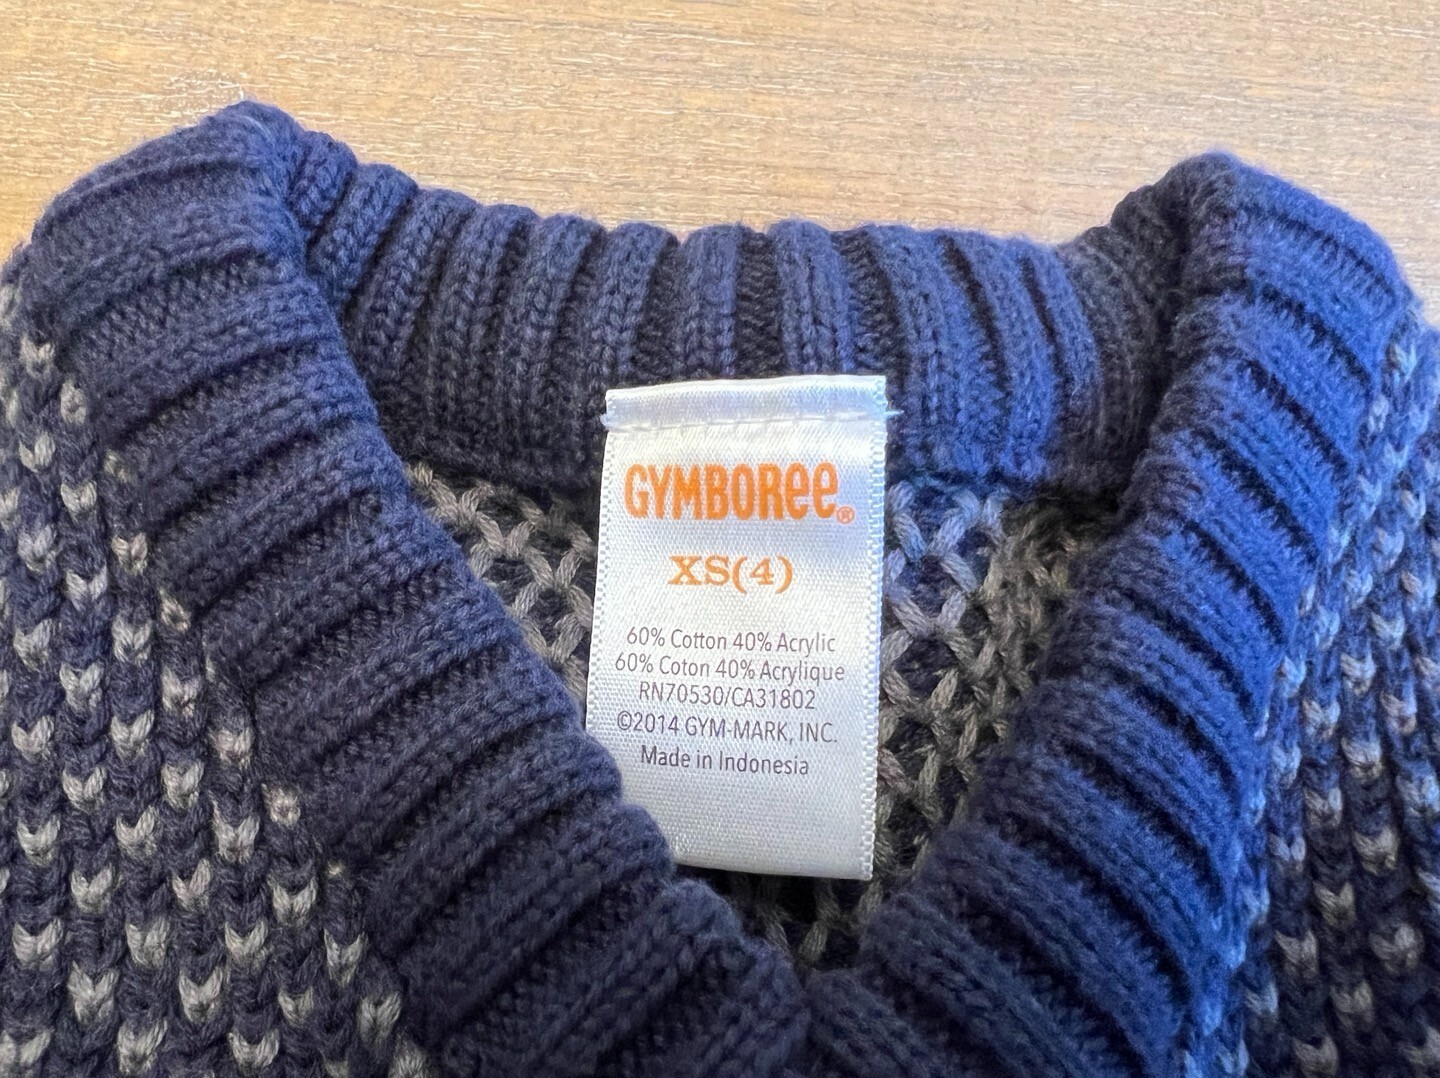 GYMBOREE®
XS(4)
60% Cotton 40% Acrylic
60% Coton 40% Acrylique
RN70530/CA31802
©2014 GYM-MARK, INC.
Made in Indonesia